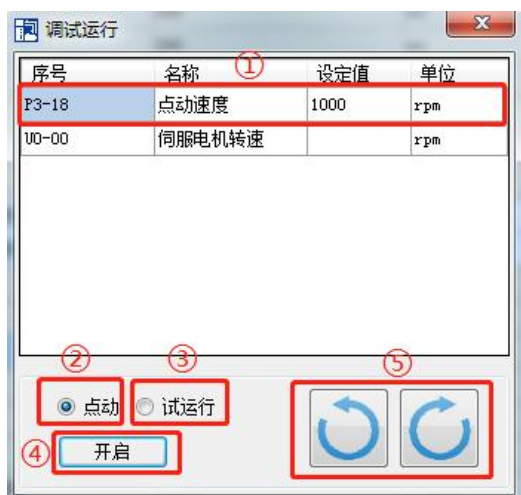 调试运行
序号 名称 ① 设定值 单位
P3-18 点动速度 1000 rpm
U0-00 伺服电机转速 rpm
② ③ ⑤
点动 试运行
④ 开启